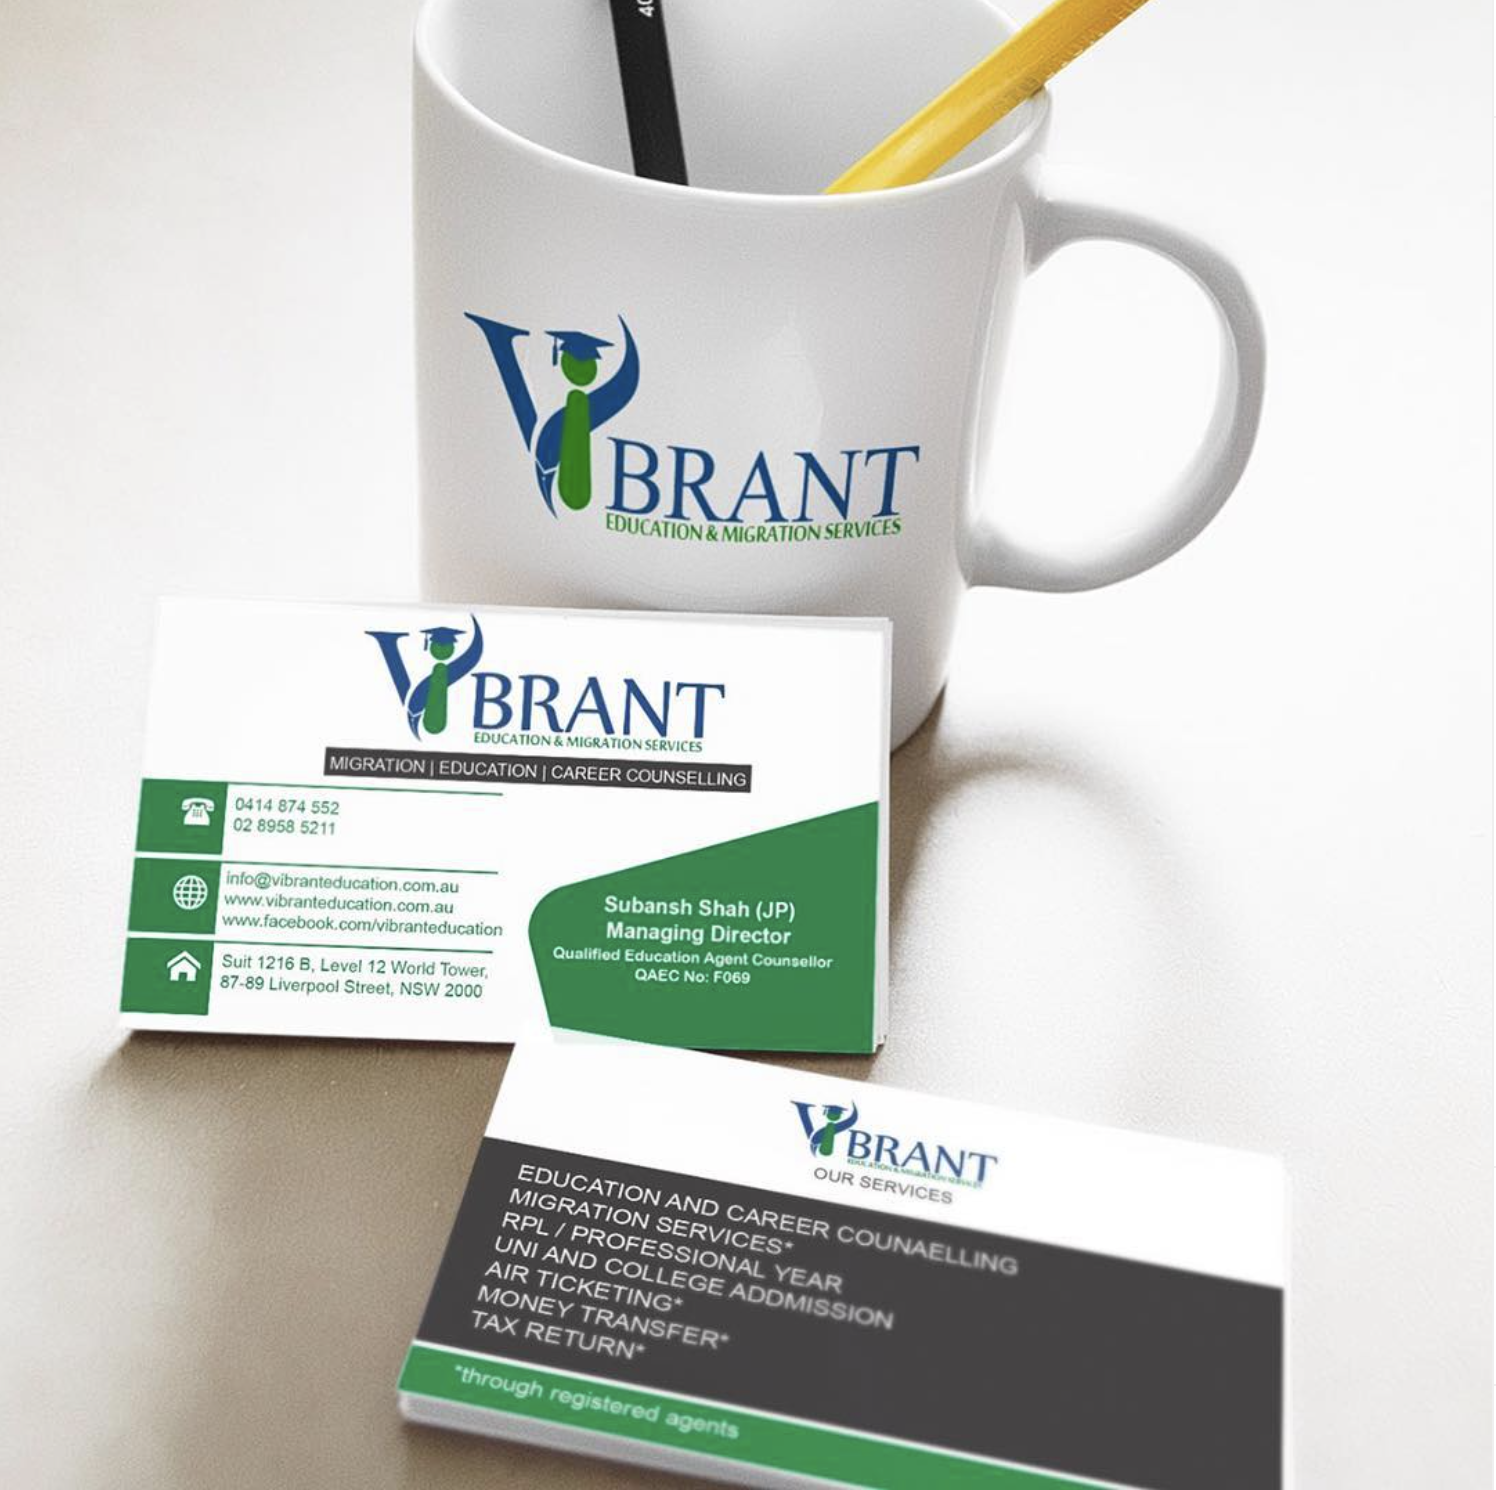 40
ViBRANT
EDUCATION & MIGRATION SERVICES
ViBRANT
EDUCATION & MIGRATION SERVICES
MIGRATION | EDUCATION | CAREER COUNSELLING
0414 874 552
02 8958 5211
info@vibranteducation.com.au
www.vibranteducation.com.au
www.facebook.com/vibranteducation
Suit 1216 B, Level 12 World Tower,
87-89 Liverpool Street, NSW 2000
Subansh Shah (JP)
Managing Director
Qualified Education Agent Counsellor
QAEC No: F069
ViBRANT
EDUCATION & MIGRATION SERVICES
OUR SERVICES
EDUCATION AND CAREER COUNAELLING
MIGRATION SERVICES*
RPL / PROFESSIONAL YEAR
UNI AND COLLEGE ADDMISSION
AIR TICKETING*
MONEY TRANSFER*
TAX RETURN*
*through registered agents